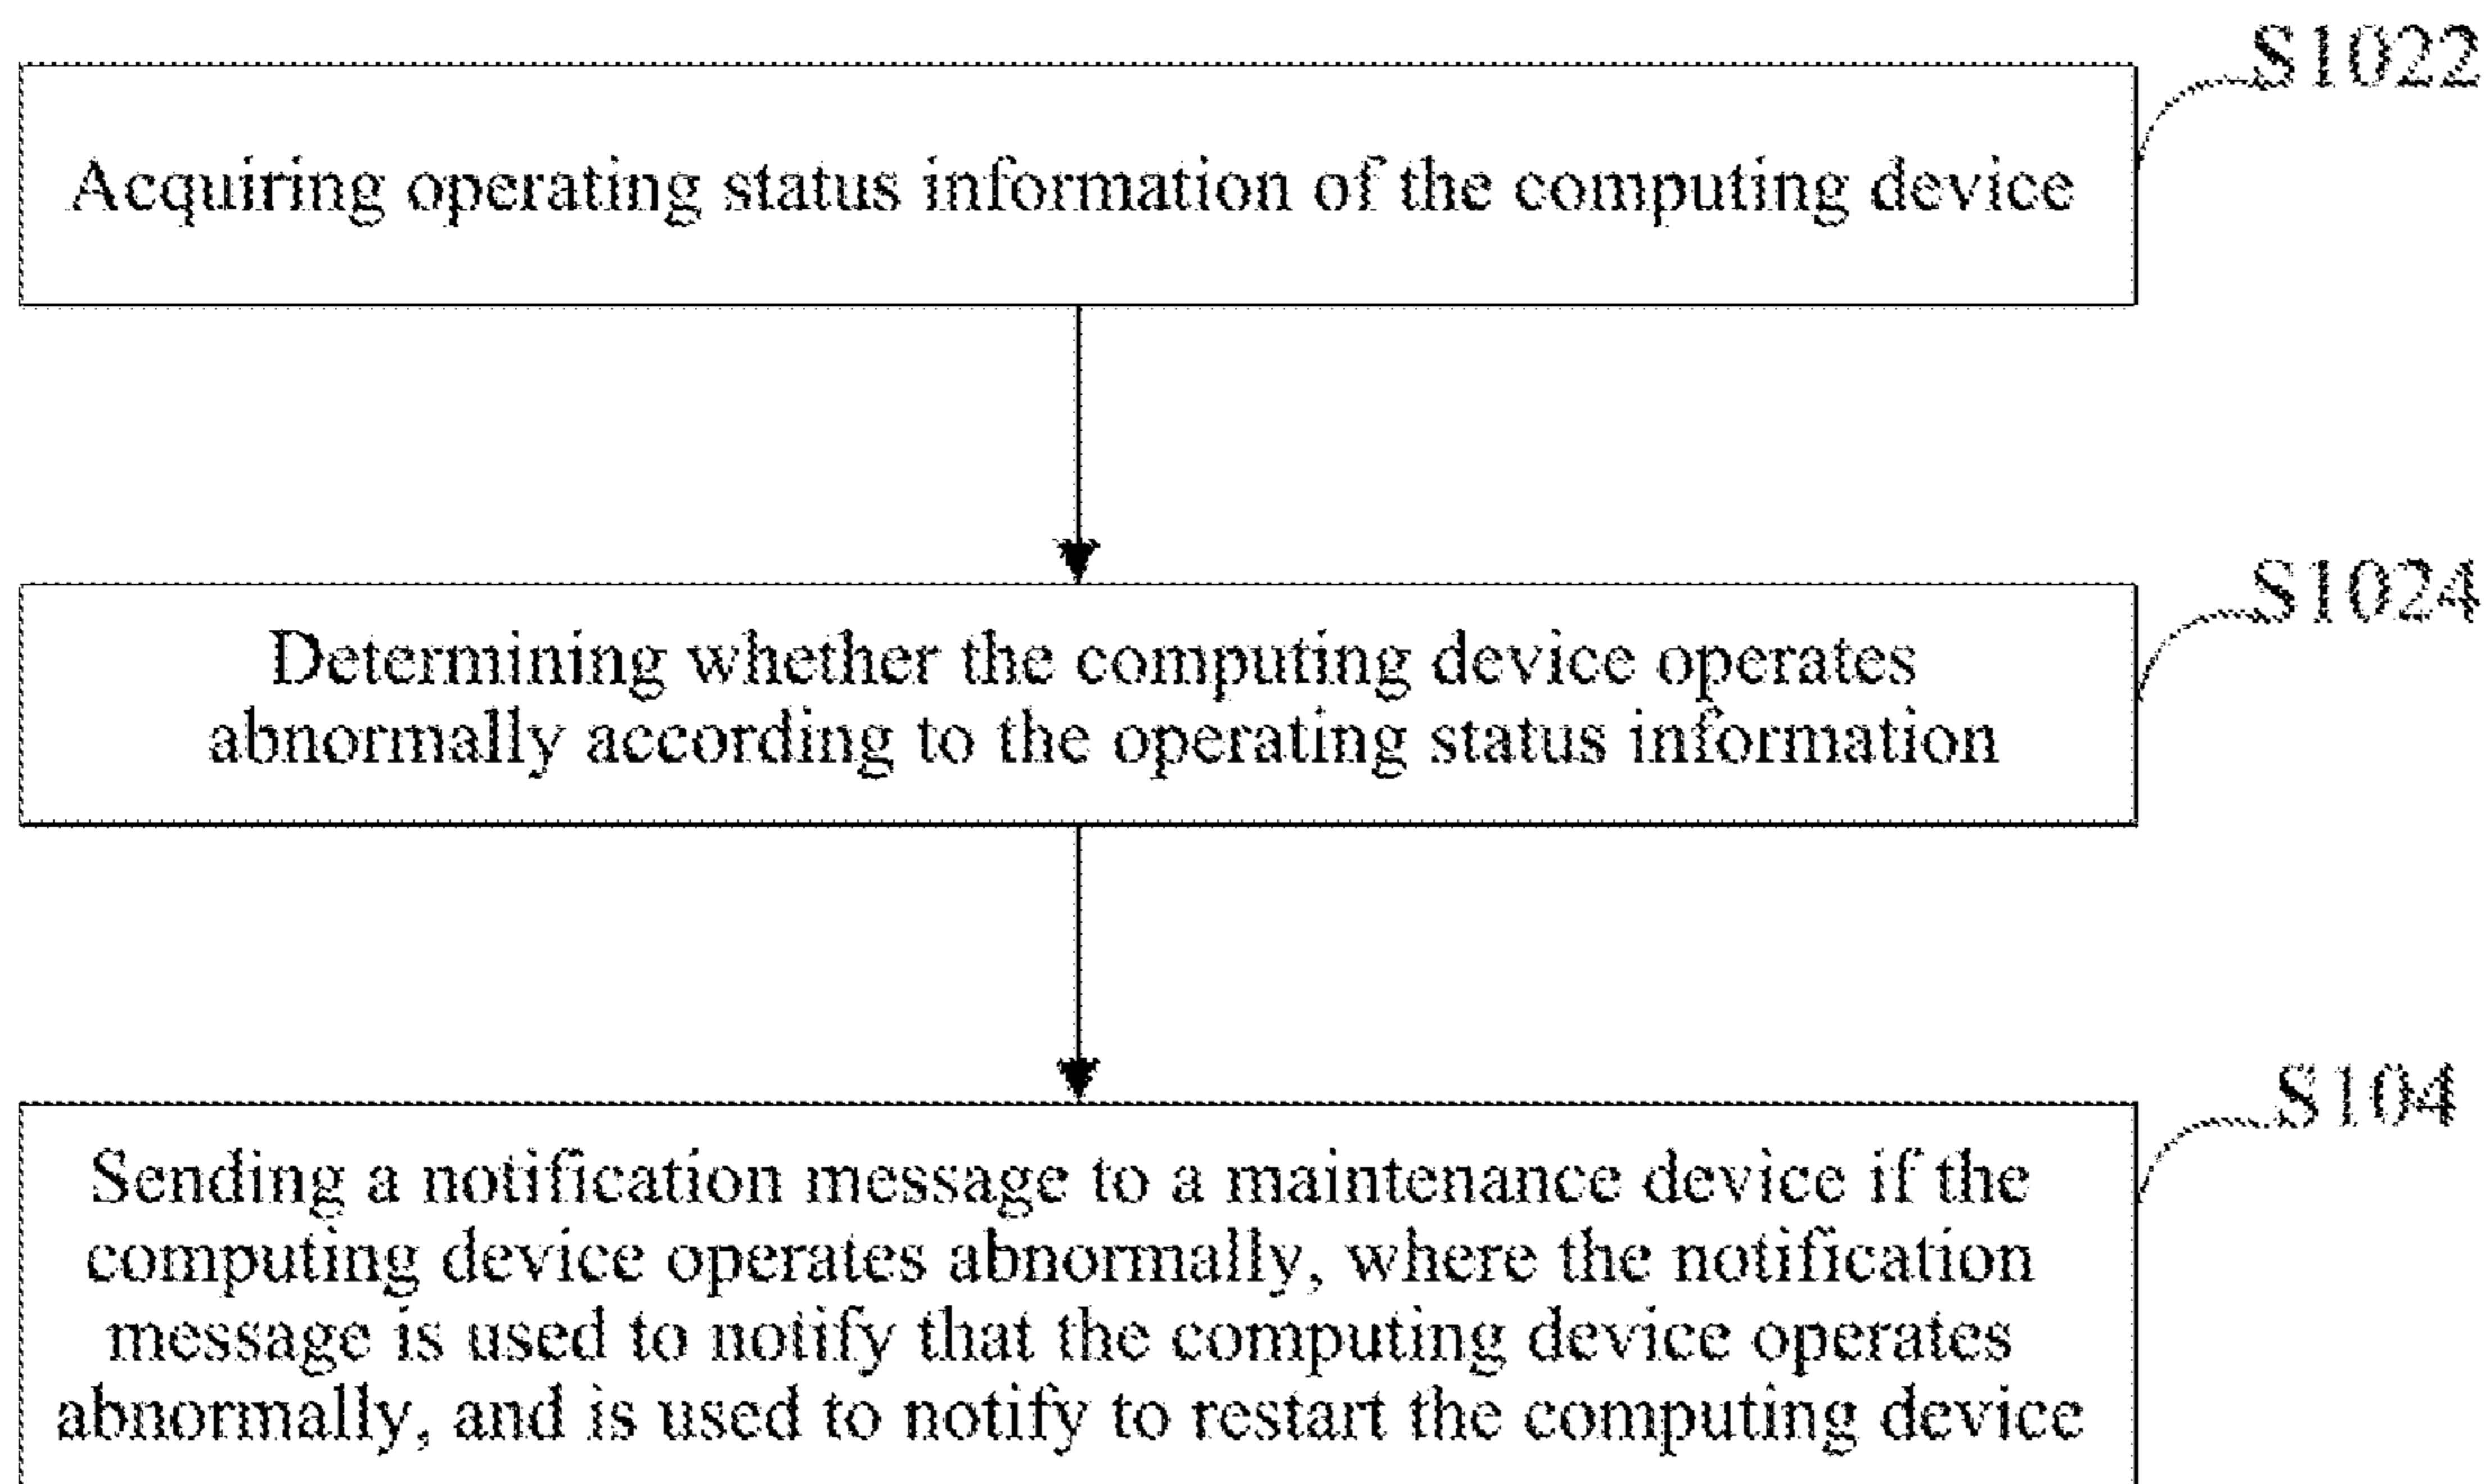 S1022
Acquiring operating status information of the computing device
S1024
Determining whether the computing device operates
abnormally according to the operating status information
S104
Sending a notification message to a maintenance device if the
computing device operates abnormally, where the notification
message is used to notify that the computing device operates
abnormally, and is used to notify to restart the computing device